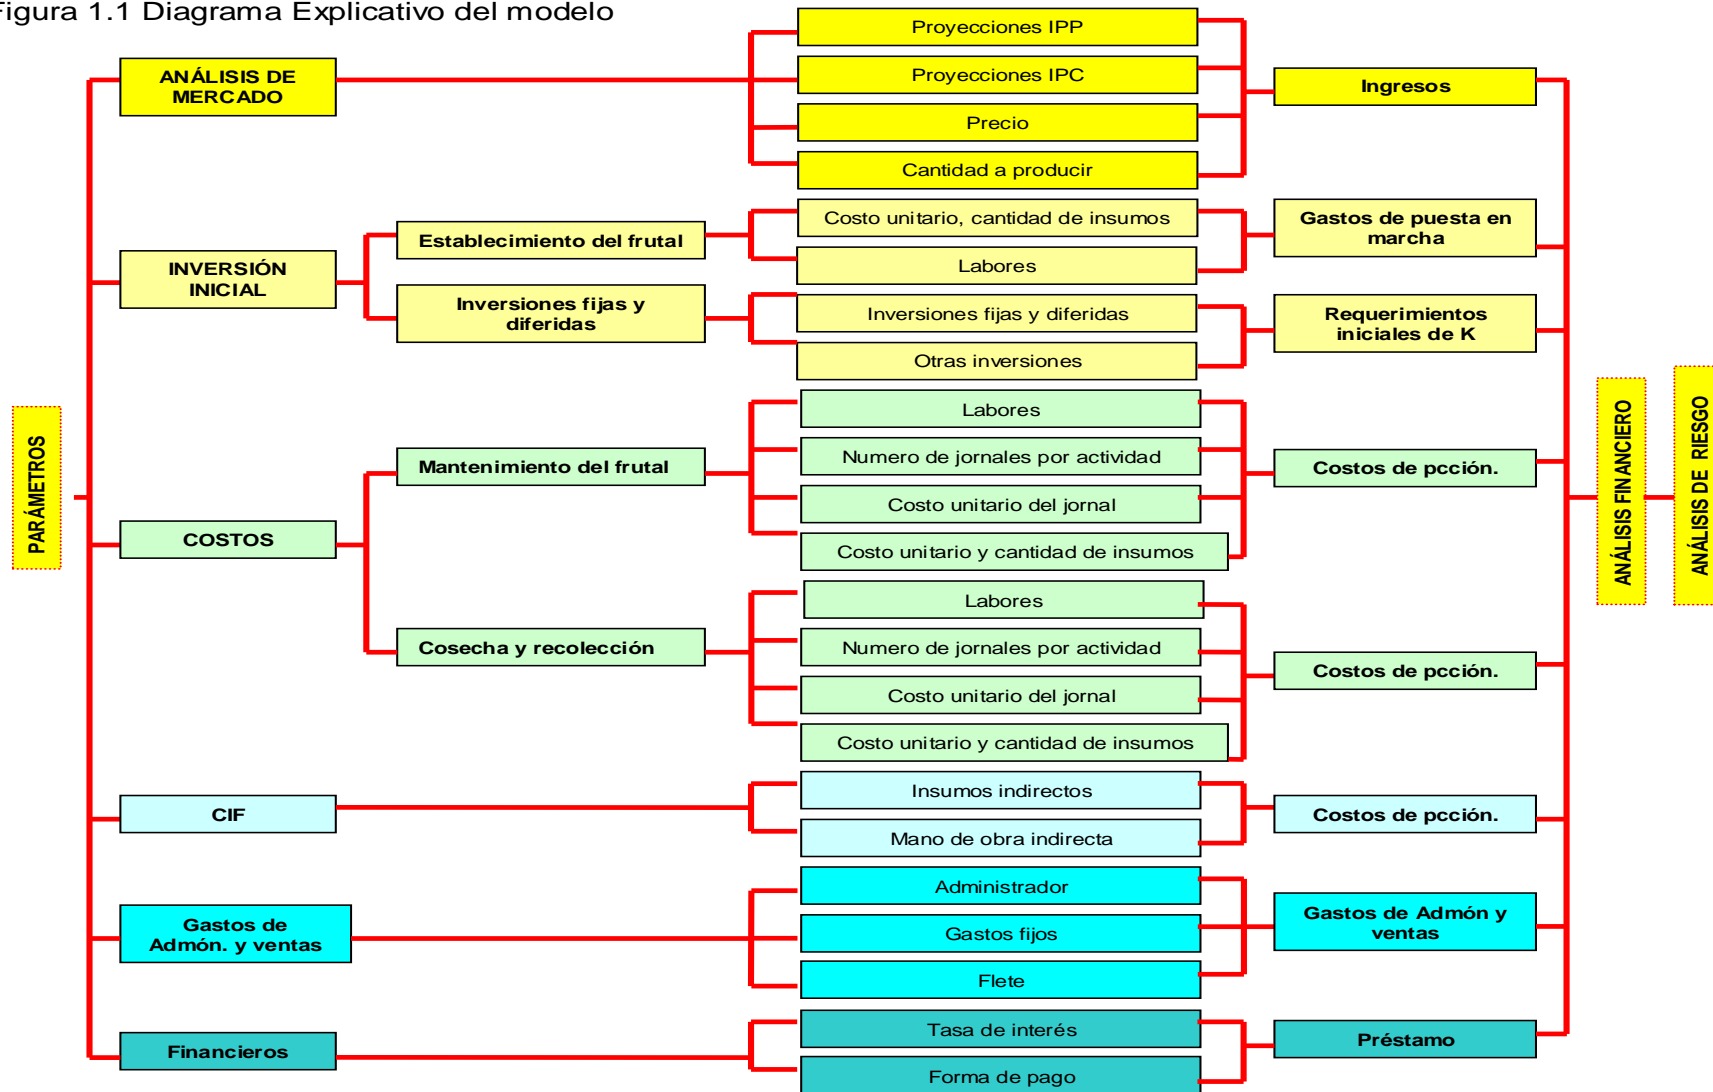 Figura 1.1 Diagrama Explicativo del modelo
PARÁMETROS
ANÁLISIS DE
MERCADO
Proyecciones IPP
Proyecciones IPC
Precio
Cantidad a producir
Ingresos
INVERSIÓN
INICIAL
Establecimiento del frutal
Costo unitario, cantidad de insumos
Labores
Gastos de puesta en
marcha
Inversiones fijas y
diferidas
Inversiones fijas y diferidas
Otras inversiones
Requerimientos
iniciales de K
COSTOS
Mantenimiento del frutal
Labores
Numero de jornales por actividad
Costo unitario del jornal
Costo unitario y cantidad de insumos
Costos de pcción.
Cosecha y recolección
Labores
Numero de jornales por actividad
Costo unitario del jornal
Costo unitario y cantidad de insumos
Costos de pcción.
CIF
Insumos indirectos
Mano de obra indirecta
Costos de pcción.
Gastos de
Admón. y ventas
Administrador
Gastos fijos
Flete
Gastos de Admón y
ventas
Financieros
Tasa de interés
Forma de pago
Préstamo
ANÁLISIS FINANCIERO
ANÁLISIS DE RIESGO